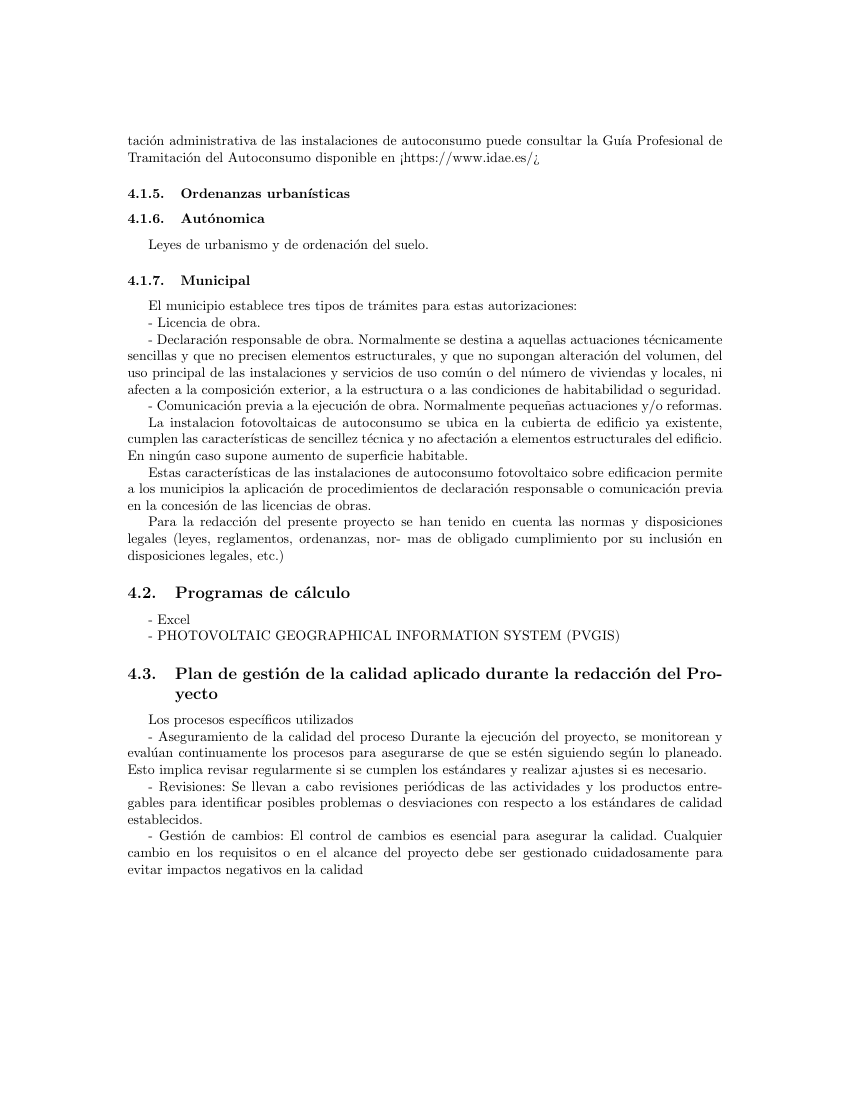 tación administrativa de las instalaciones de autoconsumo puede consultar la Guía Profesional de
Tramitación del Autoconsumo disponible en ¡https://www.idae.es/¿
4.1.5. Ordenanzas urbanísticas
4.1.6. Autónomica
Leyes de urbanismo y de ordenación del suelo.
4.1.7. Municipal
El municipio establece tres tipos de trámites para estas autorizaciones:
- Licencia de obra.
- Declaración responsable de obra. Normalmente se destina a aquellas actuaciones técnicamente
sencillas y que no precisen elementos estructurales, y que no supongan alteración del volumen, del
uso principal de las instalaciones y servicios de uso común o del número de viviendas y locales, ni
afecten a la composición exterior, a la estructura o a las condiciones de habitabilidad o seguridad.
- Comunicación previa a la ejecución de obra. Normalmente pequeñas actuaciones y/o reformas.
La instalacion fotovoltaicas de autoconsumo se ubica en la cubierta de edificio ya existente,
cumplen las características de sencillez técnica y no afectación a elementos estructurales del edificio.
En ningún caso supone aumento de superficie habitable.
Estas características de las instalaciones de autoconsumo fotovoltaico sobre edificacion permite
a los municipios la aplicación de procedimientos de declaración responsable o comunicación previa
en la concesión de las licencias de obras.
Para la redacción del presente proyecto se han tenido en cuenta las normas y disposiciones
legales (leyes, reglamentos, ordenanzas, nor- mas de obligado cumplimiento por su inclusión en
disposiciones legales, etc.)
4.2. Programas de cálculo
- Excel
- PHOTOVOLTAIC GEOGRAPHICAL INFORMATION SYSTEM (PVGIS)
4.3. Plan de gestión de la calidad aplicado durante la redacción del Pro-
yecto
Los procesos específicos utilizados
- Aseguramiento de la calidad del proceso Durante la ejecución del proyecto, se monitorean y
evalúan continuamente los procesos para asegurarse de que se estén siguiendo según lo planeado.
Esto implica revisar regularmente si se cumplen los estándares y realizar ajustes si es necesario.
- Revisiones: Se llevan a cabo revisiones periódicas de las actividades y los productos entre-
gables para identificar posibles problemas o desviaciones con respecto a los estándares de calidad
establecidos.
- Gestión de cambios: El control de cambios es esencial para asegurar la calidad. Cualquier
cambio en los requisitos o en el alcance del proyecto debe ser gestionado cuidadosamente para
evitar impactos negativos en la calidad